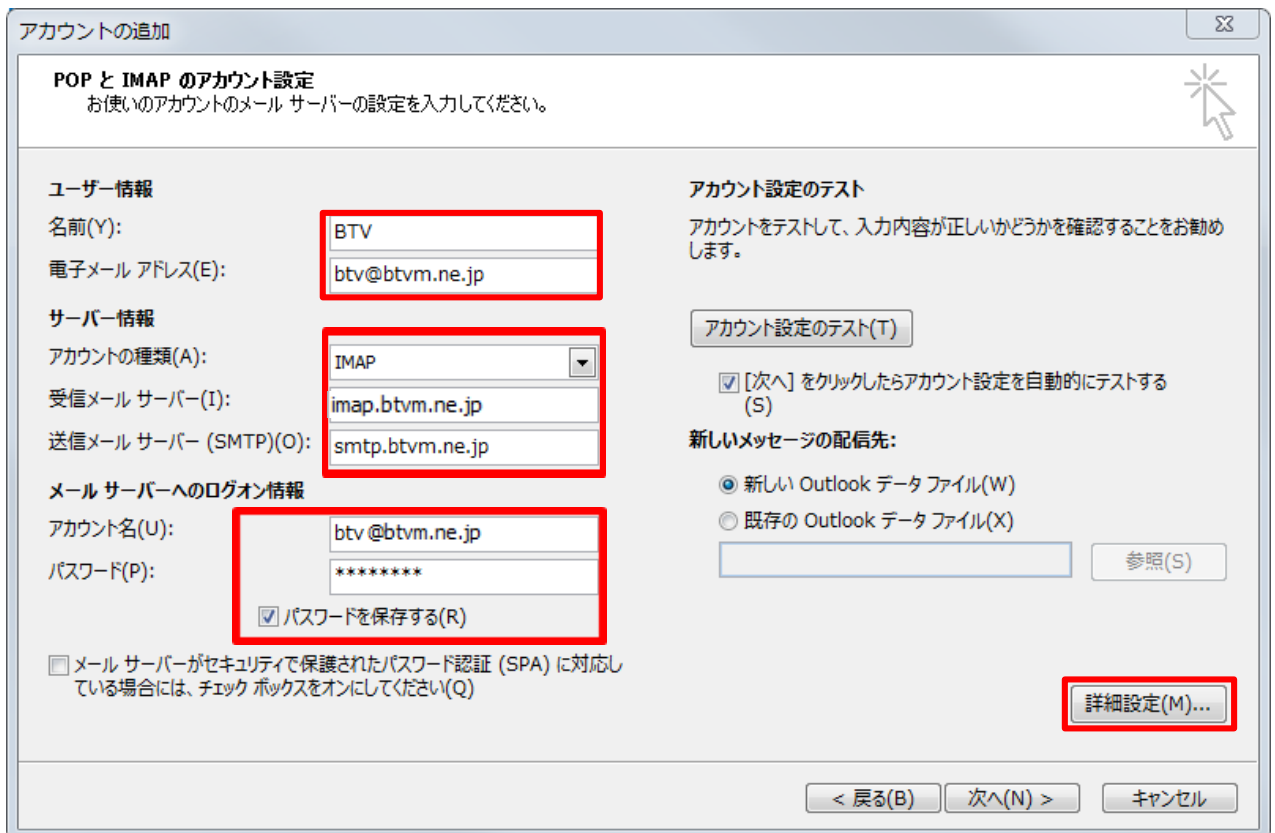 アカウントの追加
POP と IMAP のアカウント設定
お使いのアカウントのメール サーバーの設定を入力してください。
ユーザー情報
名前(Y):
BTV
電子メール アドレス(E):
btv@btvm.ne.jp
サーバー情報
アカウントの種類(A):
IMAP
受信メール サーバー(I):
imap.btvm.ne.jp
送信メール サーバー (SMTP)(O):
smtp.btvm.ne.jp
メール サーバーへのログオン情報
アカウント名(U):
btv@btvm.ne.jp
パスワード(P):
********
パスワードを保存する(R)
メール サーバーがセキュリティで保護されたパスワード認証 (SPA) に対応し
ている場合には、チェック ボックスをオンにしてください(Q)
アカウント設定のテスト
アカウントをテストして、入力内容が正しいかどうかを確認することをお勧め
します。
アカウント設定のテスト(T)
[次へ] をクリックしたらアカウント設定を自動的にテストする
(S)
新しいメッセージの配信先:
新しい Outlook データ ファイル(W)
既存の Outlook データ ファイル(X)
参照(S)
詳細設定(M)...
< 戻る(B)
次へ(N) >
キャンセル